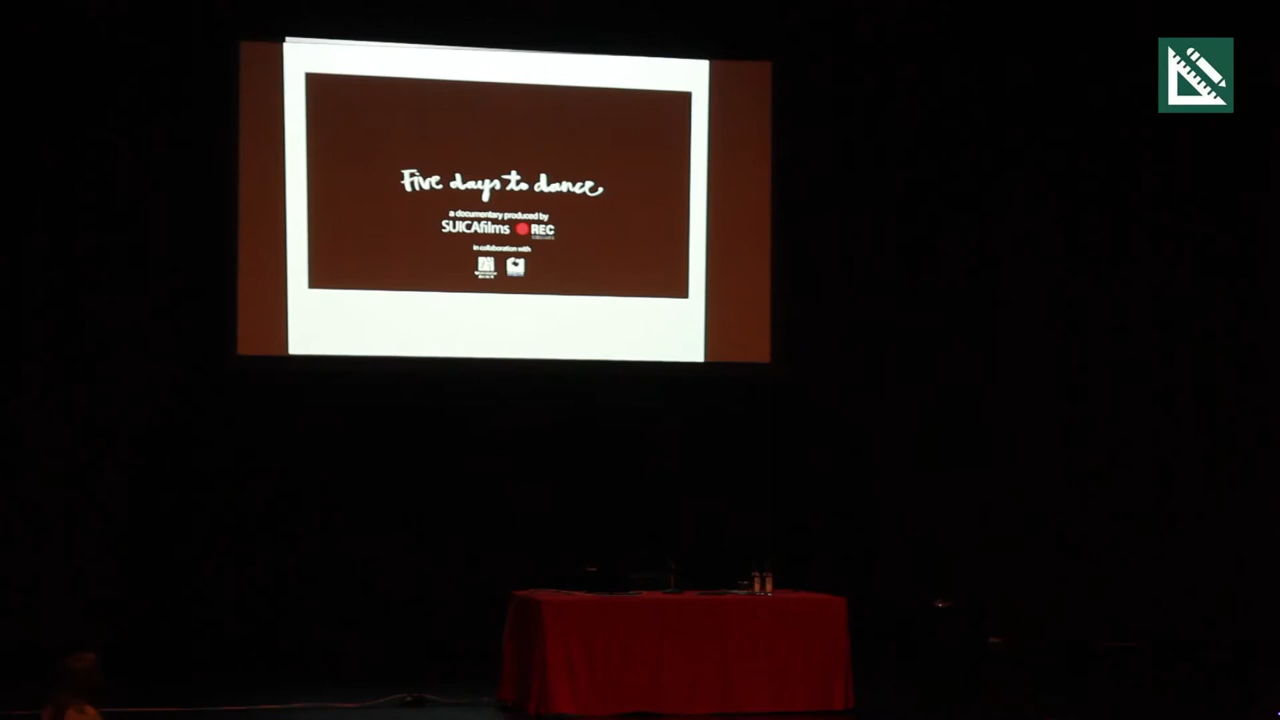 Five days to dance
a documentary produced by
SUICAfilms REC
in collaboration with